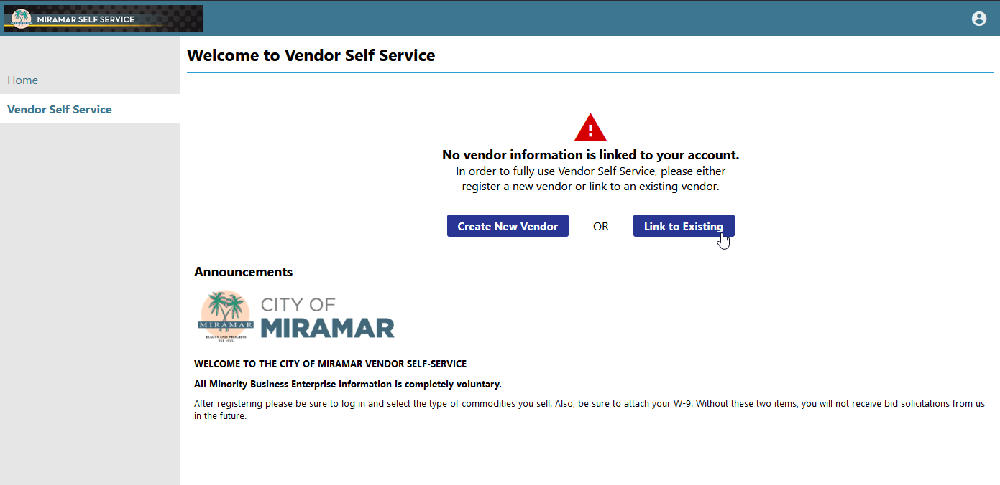 MIRAMAR SELF SERVICE
Home
Vendor Self Service
Welcome to Vendor Self Service
No vendor information is linked to your account.
In order to fully use Vendor Self Service, please either
register a new vendor or link to an existing vendor.
Create New Vendor OR Link to Existing
Announcements
MIRAMAR
BEAUTY AND PROGRESS
EST 1955
CITY OF
MIRAMAR
WELCOME TO THE CITY OF MIRAMAR VENDOR SELF-SERVICE
All Minority Business Enterprise information is completely voluntary.
After registering please be sure to log in and select the type of commodities you sell. Also, be sure to attach your W-9. Without these two items, you will not receive bid solicitations from us
in the future.